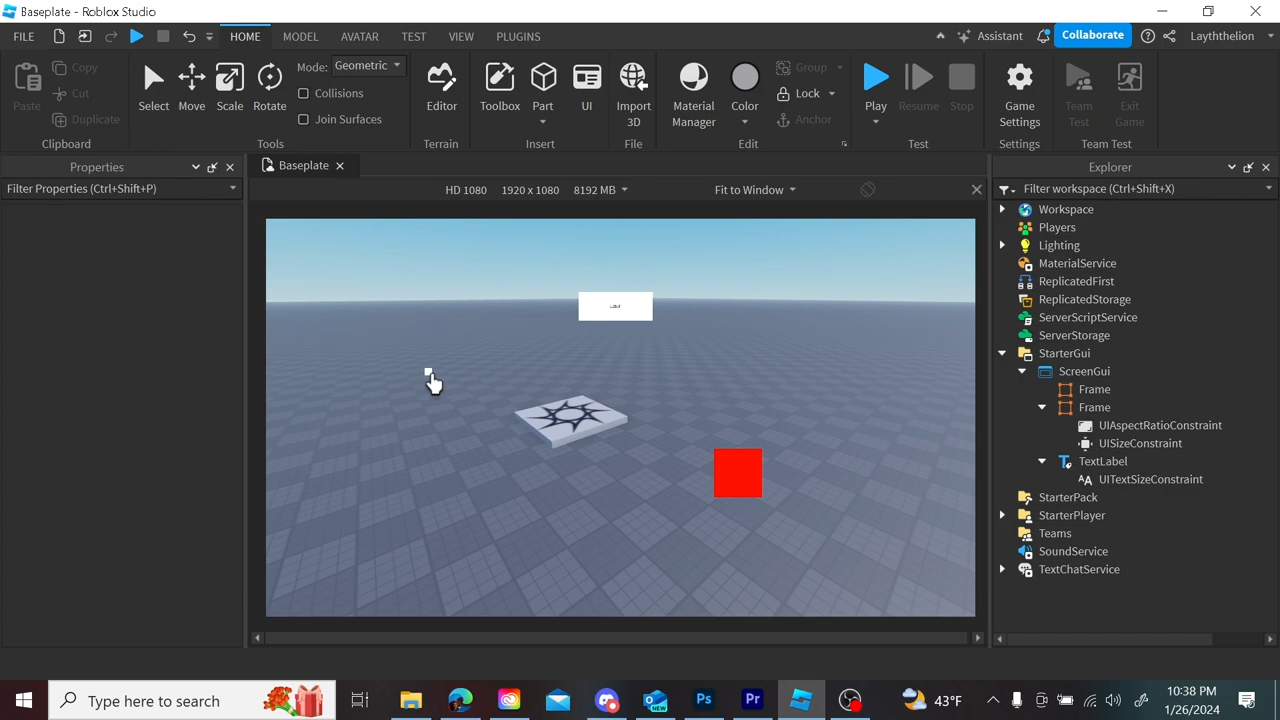 Baseplate - Roblox Studio
FILE HOME MODEL AVATAR TEST VIEW PLUGINS Assistant Collaborate Layththelion
Paste Copy Cut Duplicate Clipboard
Select Move Scale Rotate Mode: Geometric Collisions Join Surfaces Tools
Editor Terrain
Toolbox Part UI Insert
Import 3D File
Material Manager Color Group Lock Anchor Edit
Play Resume Stop Test
Game Settings Settings
Team Test Exit Game Team Test
Properties
Filter Properties (Ctrl+Shift+P)
Baseplate
HD 1080 1920 x 1080 8192 MB Fit to Window
Label
Explorer
Filter workspace (Ctrl+Shift+X)
Workspace
Players
Lighting
MaterialService
ReplicatedFirst
ReplicatedStorage
ServerScriptService
ServerStorage
StarterGui
ScreenGui
Frame
Frame
UIAspectRatioConstraint
UISizeConstraint
TextLabel
UITextSizeConstraint
StarterPack
StarterPlayer
Teams
SoundService
TextChatService
Type here to search
NEW
Ps
Pr
43°F
10:38 PM
1/26/2024